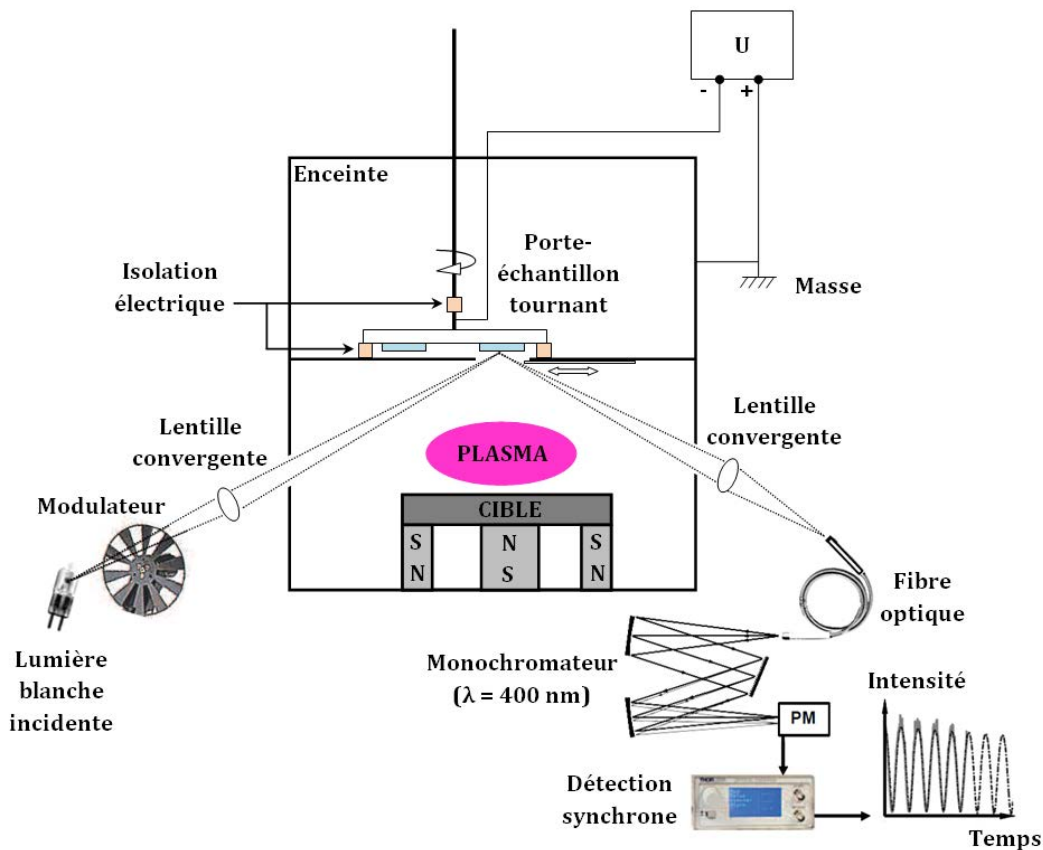 U
- +
Enceinte
Porte-
échantillon
tournant
Isolation
électrique
Masse
Lentille
convergente
Lentille
convergente
PLASMA
Modulateur
CIBLE
S N S
N S N
Fibre
optique
Lumière
blanche
incidente
Monochromateur
(λ = 400 nm)
Intensité
PM
Détection
synchrone
Temps